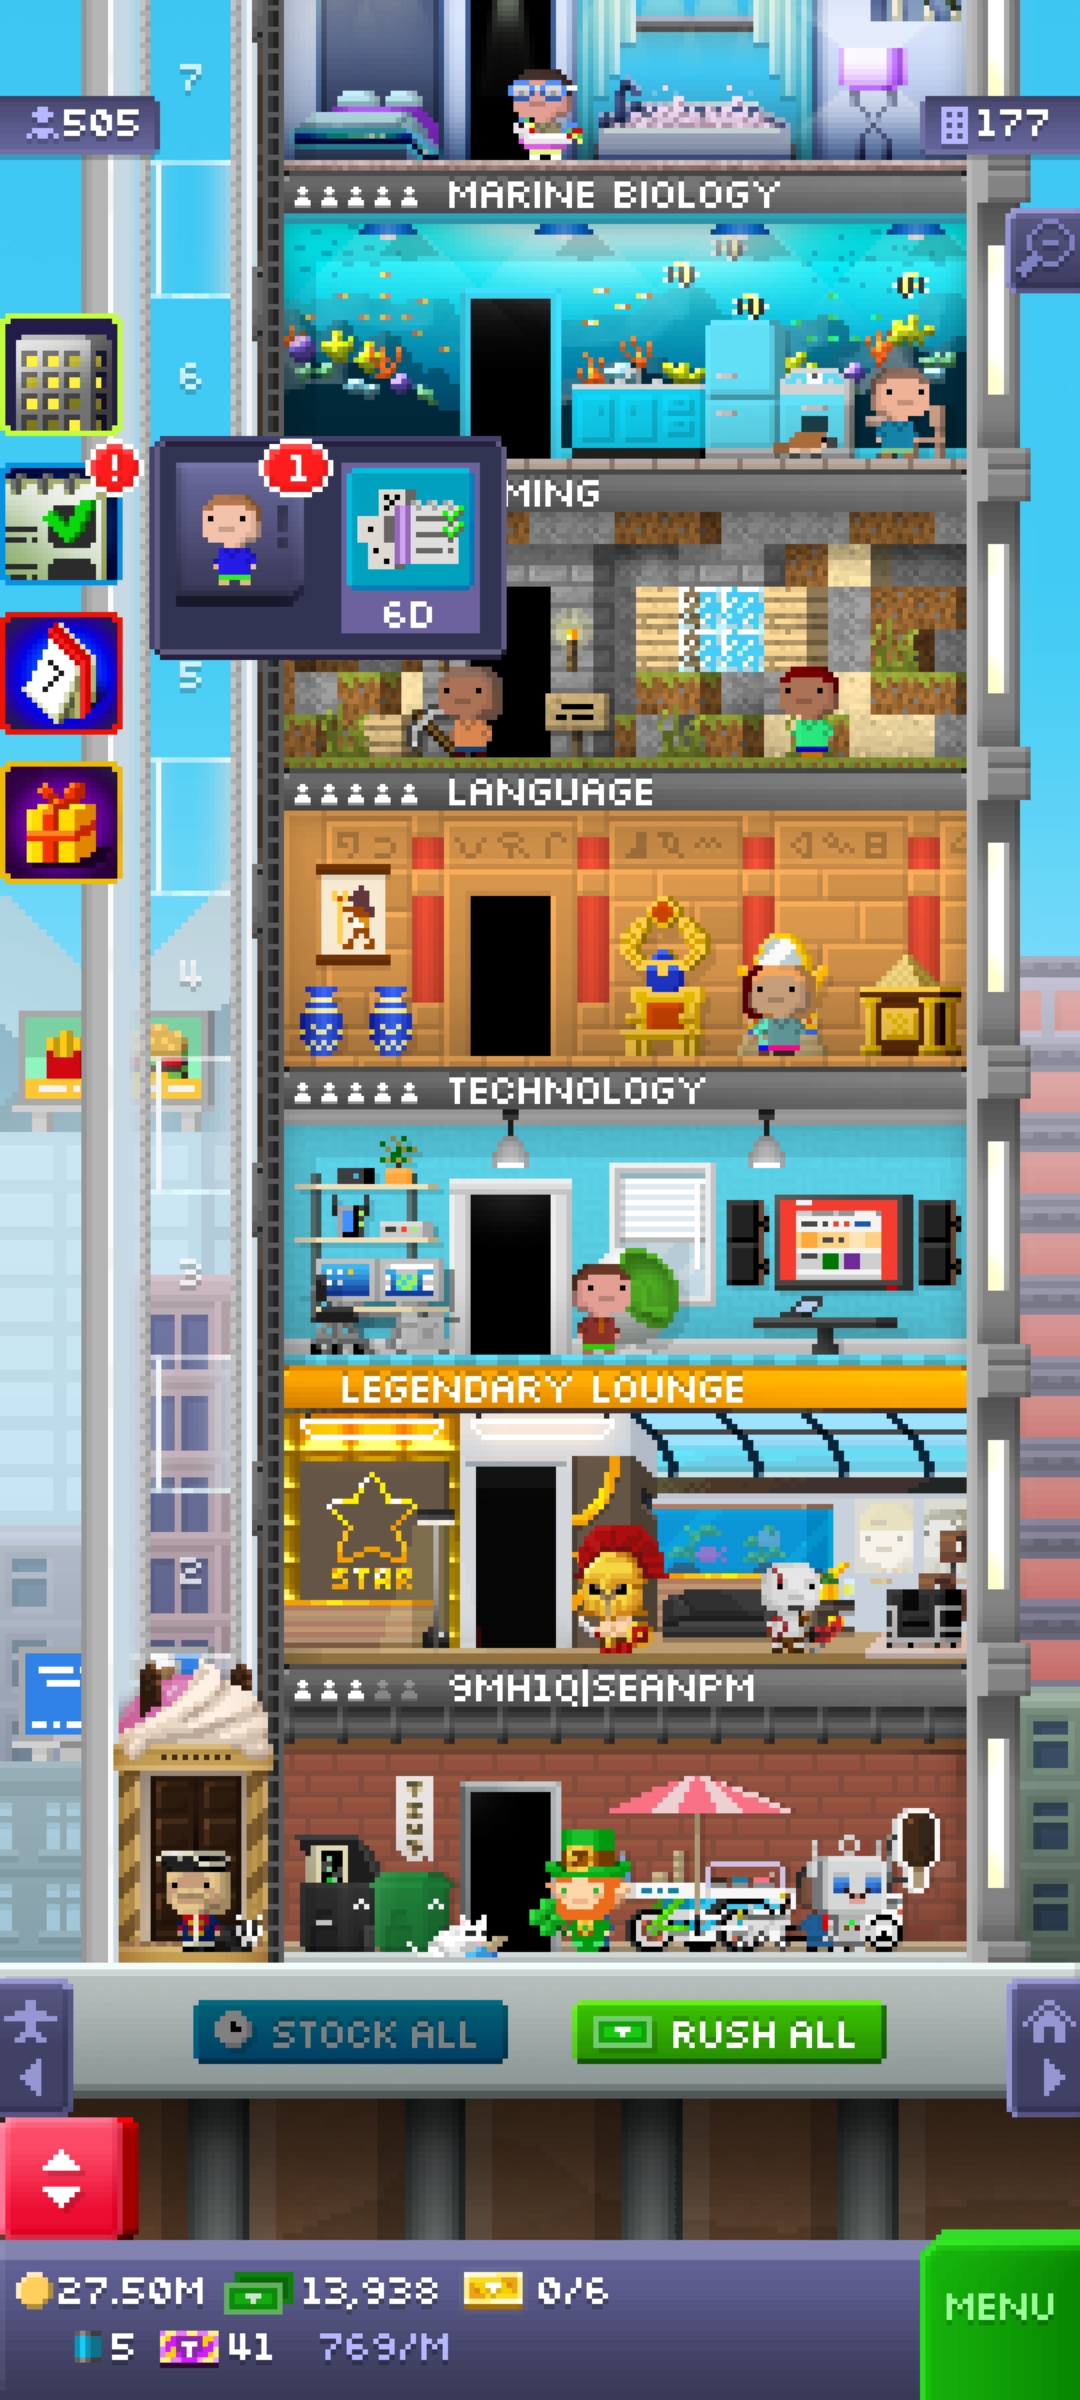 7
505
177
MARINE BIOLOGY
6
1
!
MING
6D
5
LANGUAGE
4
TECHNOLOGY
3
LEGENDARY LOUNGE
STAR
2
9MH1Q|SEANPM
STOCK ALL
RUSH ALL
27.50M
13,938
0/6
MENU
5
41
769/M